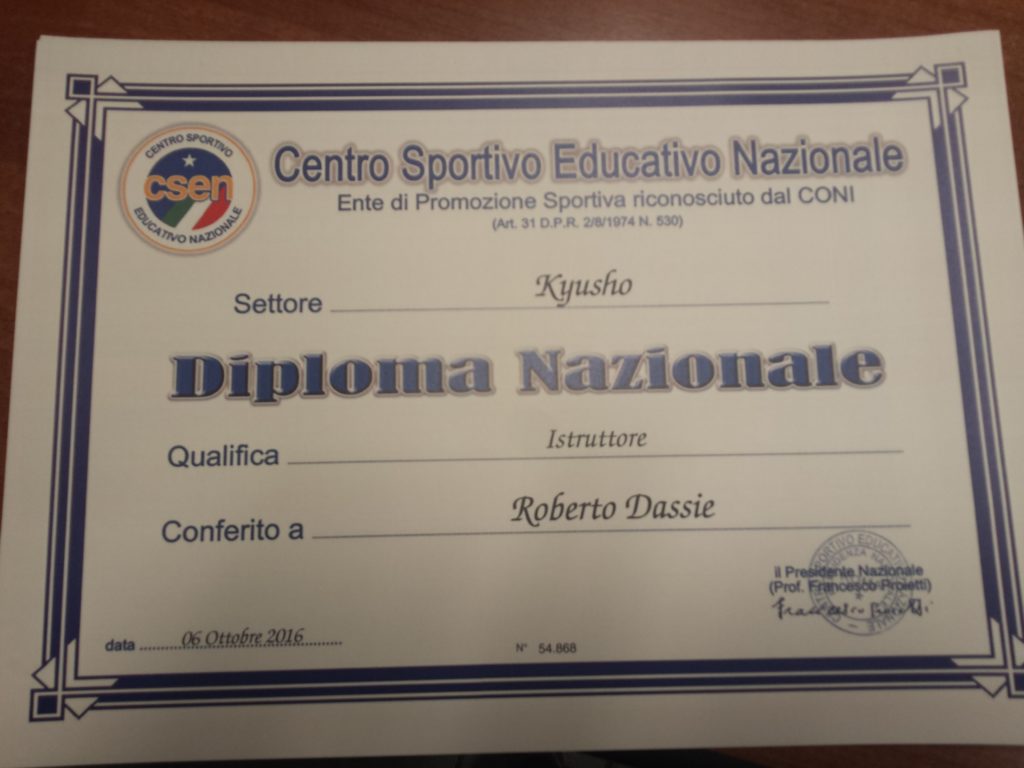 CENTRO SPORTIVO
csen
EDUCATIVO NAZIONALE
Centro Sportivo Educativo Nazionale
Ente di Promozione Sportiva riconosciuto dal CONI
(Art. 31 D.P.R. 2/8/1974 N. 530)
Settore Kyusho
Diploma Nazionale
Qualifica Istruttore
Conferito a Roberto Dassie
il Presidente Nazionale
(Prof. Francesco Proietti)
Francesco Proietti
data 06 Ottobre 2016
N° 54.868